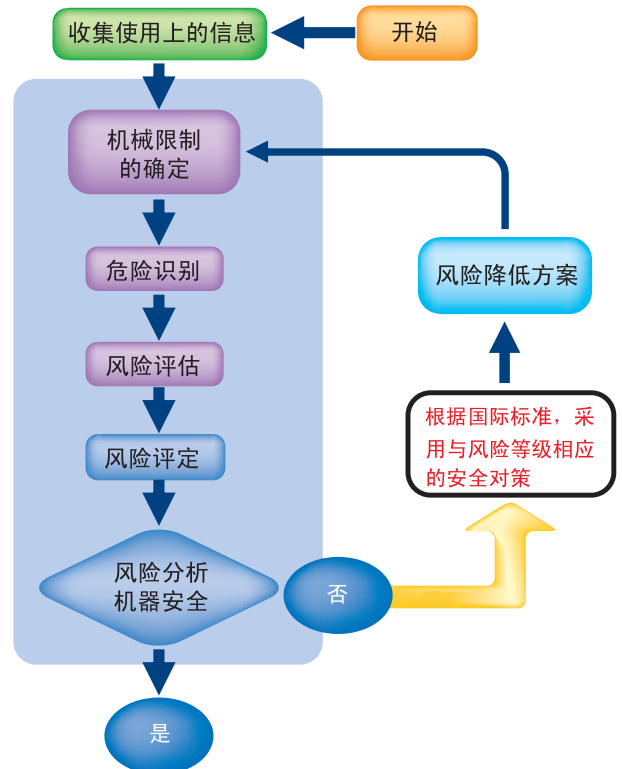 收集使用上的信息
开始
机械限制
的确定
危险识别
风险降低方案
风险评估
根据国际标准，采
用与风险等级相应
的安全对策
风险评定
风险分析
机器安全
否
是